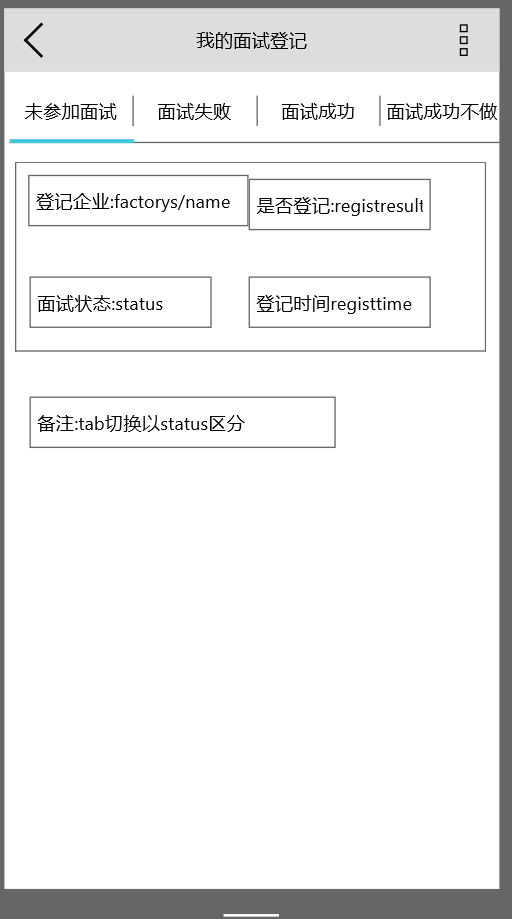 我的面试登记
未参加面试 面试失败 面试成功 面试成功不做
登记企业:factorys/name 是否登记:registresult
面试状态:status 登记时间registtime
备注:tab切换以status区分